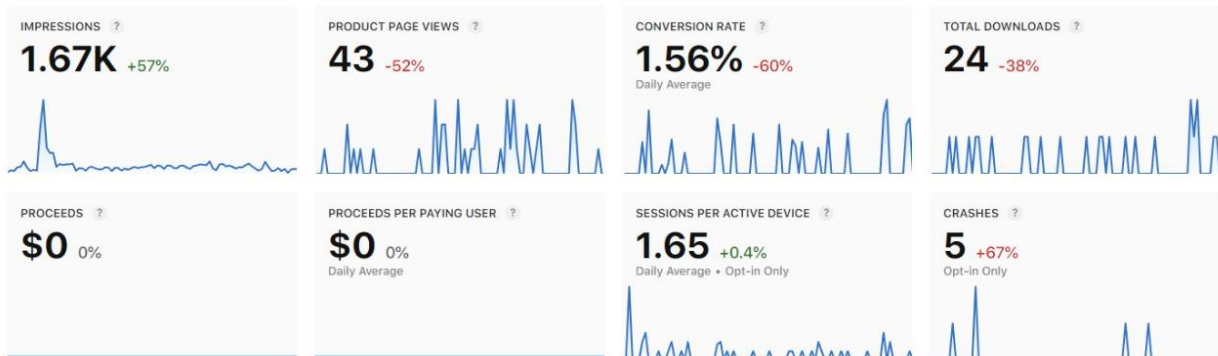 IMPRESSIONS ?
1.67K +57%
PRODUCT PAGE VIEWS ?
43 -52%
CONVERSION RATE ?
1.56% -60%
Daily Average
TOTAL DOWNLOADS ?
24 -38%
PROCEEDS ?
$0 0%
PROCEEDS PER PAYING USER ?
$0 0%
Daily Average
SESSIONS PER ACTIVE DEVICE ?
1.65 +0.4%
Daily Average • Opt-in Only
CRASHES ?
5 +67%
Opt-in Only